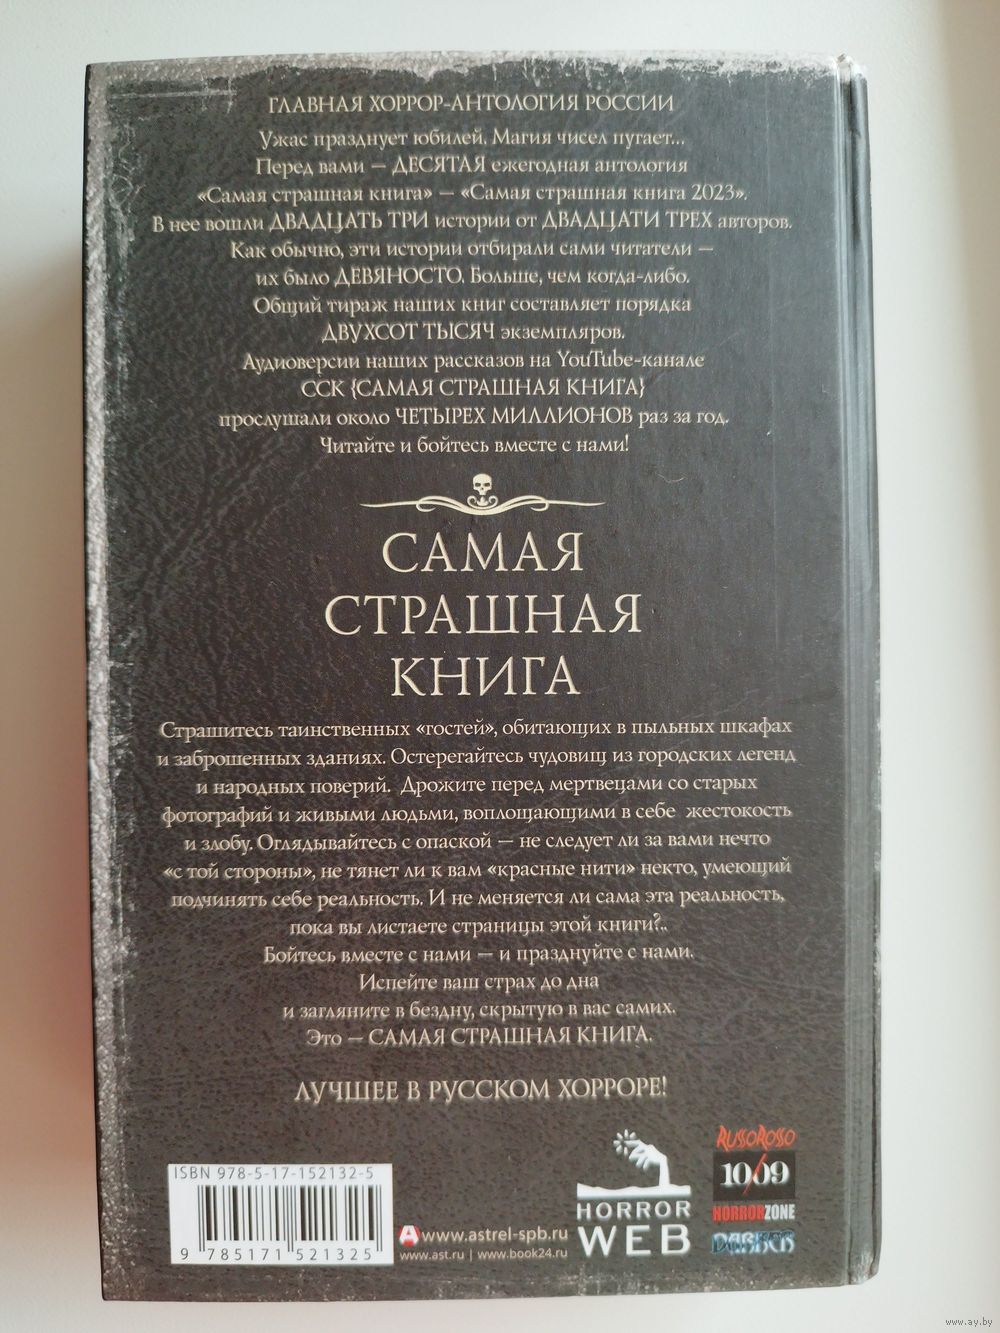 ГЛАВНАЯ ХОРРОР-АНТОЛОГИЯ РОССИИ
Ужас празднует юбилей. Магия чисел пугает...
Перед вами — ДЕСЯТАЯ ежегодная антология
«Самая страшная книга» — «Самая страшная книга 2023».
В нее вошли ДВАДЦАТЬ ТРИ истории от ДВАДЦАТИ ТРЕХ авторов.
Как обычно, эти истории отбирали сами читатели —
их было ДЕВЯНОСТО. Больше, чем когда-либо.
Общий тираж наших книг составляет порядка
ДВУХСОТ ТЫСЯЧ экземпляров.
Аудиоверсии наших рассказов на YouTube-канале
ССК {САМАЯ СТРАШНАЯ КНИГА}
прослушали около ЧЕТЫРЕХ МИЛЛИОНОВ раз за год.
Читайте и бойтесь вместе с нами!
САМАЯ
СТРАШНАЯ
КНИГА
Страшитесь таинственных «гостей», обитающих в пыльных шкафах
и заброшенных зданиях. Остерегайтесь чудовищ из городских легенд
и народных поверий. Дрожите перед мертвецами со старых
фотографий и живыми людьми, воплощающими в себе жестокость
и злобу. Оглядывайтесь с опаской — не следует ли за вами нечто
«с той стороны», не тянет ли к вам «красные нити» некто, умеющий
подчинять себе реальность. И не меняется ли сама эта реальность,
пока вы листаете страницы этой книги?..
Бойтесь вместе с нами — и празднуйте с нами.
Испейте ваш страх до дна
и загляните в бездну, скрытую в вас самих.
Это — САМАЯ СТРАШНАЯ КНИГА.
ЛУЧШЕЕ В РУССКОМ ХОРРОРЕ!
ISBN 978-5-17-152132-5
9 785171 521325
www.astrel-spb.ru
www.ast.ru | www.book24.ru
HORROR
WEB
RUSSOROSSO
10/09
HORRORZONE
DARKER
www.ay.by